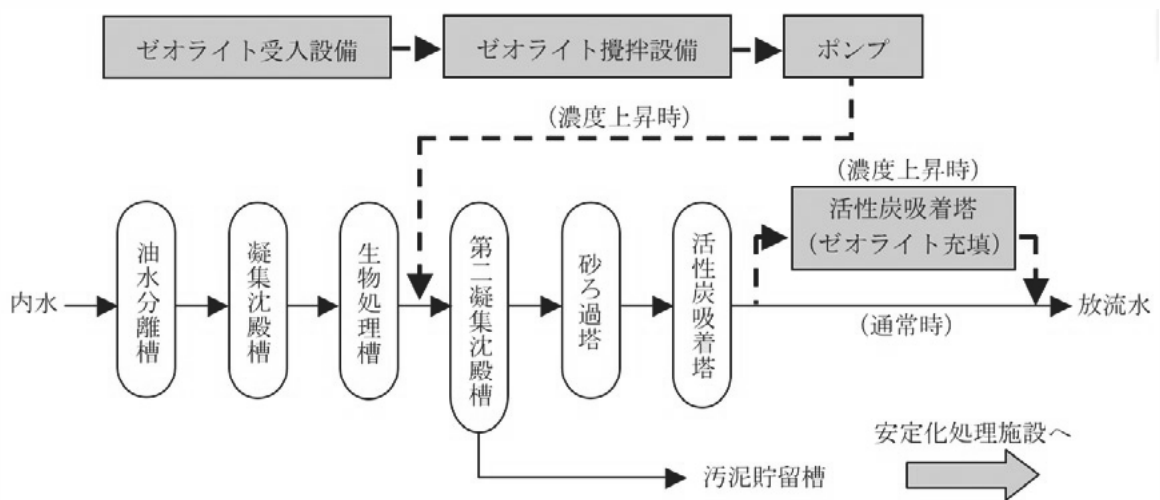 ゼオライト受入設備
ゼオライト攪拌設備
ポンプ
(濃度上昇時)
(濃度上昇時)
活性炭吸着塔
(ゼオライト充填)
内水
油水分離槽
凝集沈殿槽
生物処理槽
第二凝集沈殿槽
砂ろ過塔
活性炭吸着塔
(通常時)
放流水
汚泥貯留槽
安定化処理施設へ